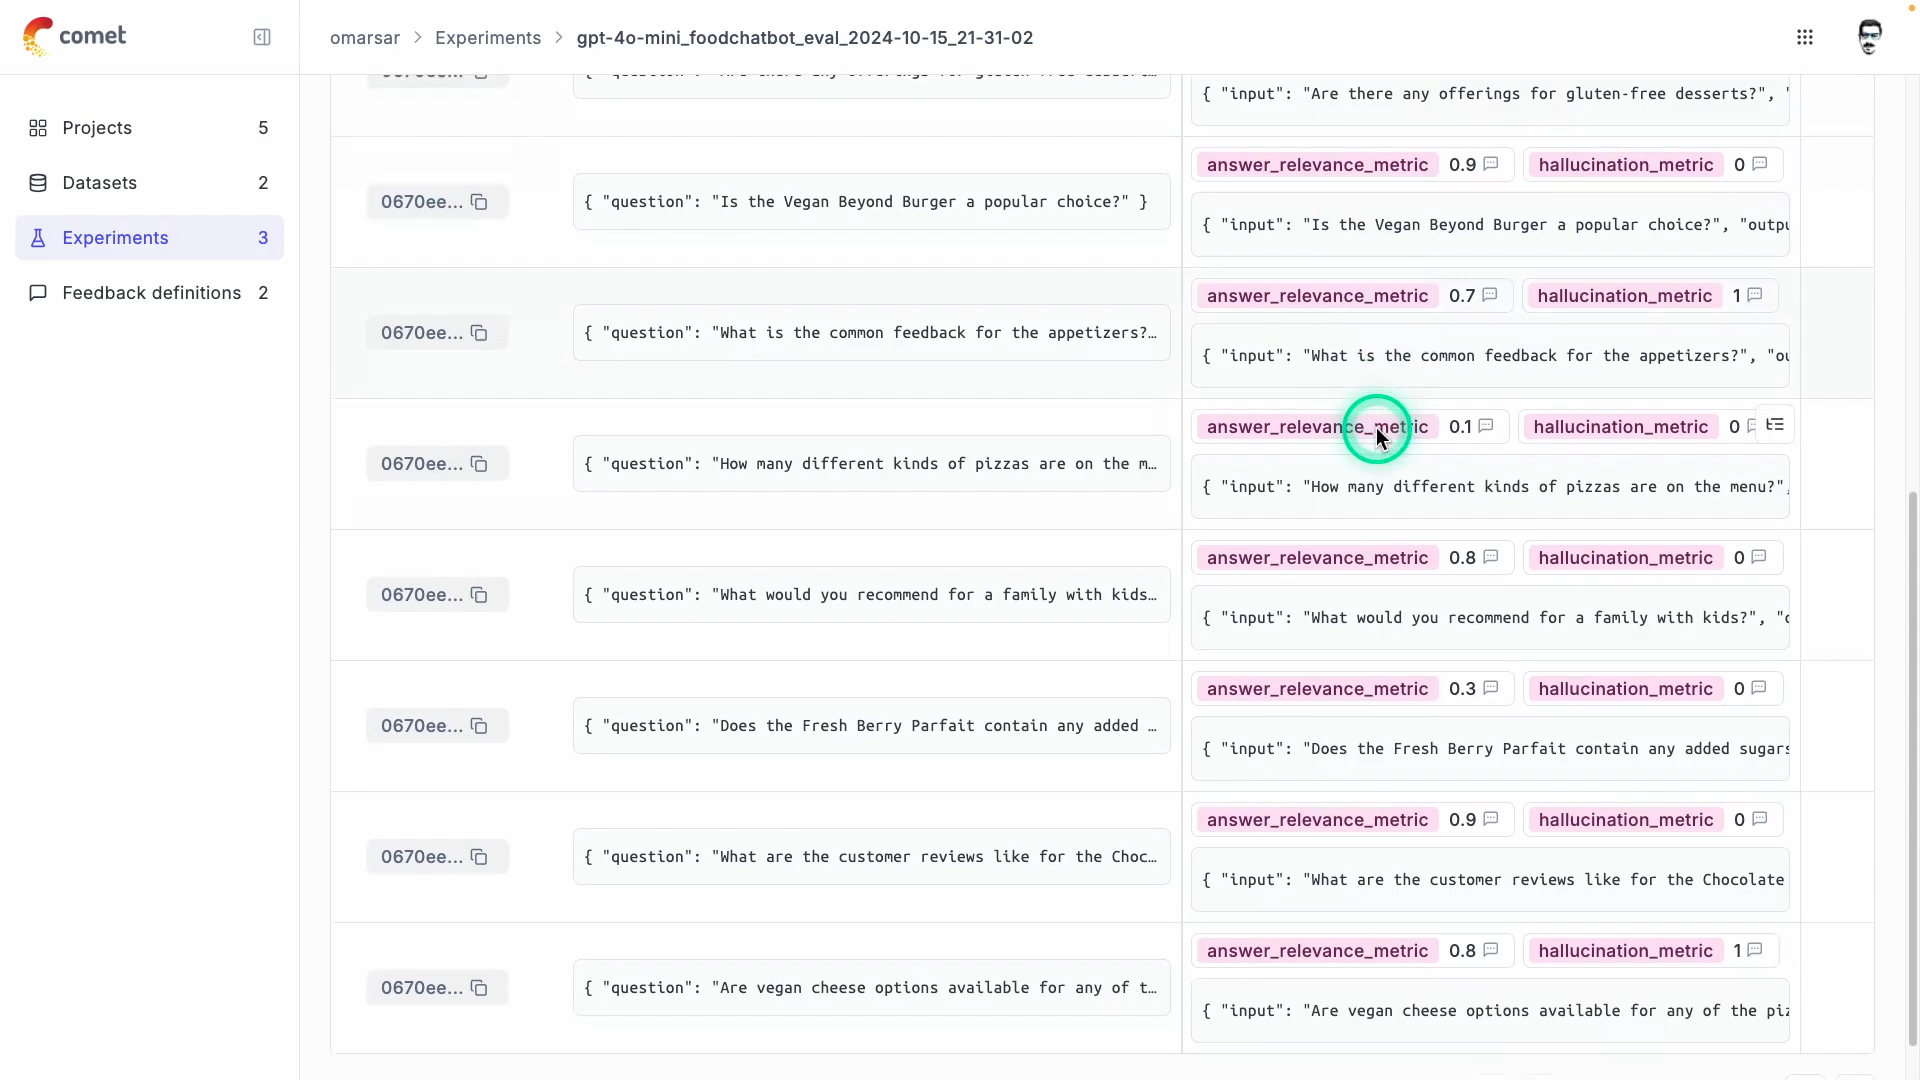 comet
omarsar > Experiments > gpt-4o-mini_foodchatbot_eval_2024-10-15_21-31-02
Projects 5
Datasets 2
Experiments 3
Feedback definitions 2
{ "input": "Are there any offerings for gluten-free desserts?", "
answer_relevance_metric 0.9 hallucination_metric 0
0670ee... { "question": "Is the Vegan Beyond Burger a popular choice?" }
{ "input": "Is the Vegan Beyond Burger a popular choice?", "outpu
answer_relevance_metric 0.7 hallucination_metric 1
0670ee... { "question": "What is the common feedback for the appetizers?…
{ "input": "What is the common feedback for the appetizers?", "ou
answer_relevance_metric 0.1 hallucination_metric 0
0670ee... { "question": "How many different kinds of pizzas are on the m…
{ "input": "How many different kinds of pizzas are on the menu?",
answer_relevance_metric 0.8 hallucination_metric 0
0670ee... { "question": "What would you recommend for a family with kids…
{ "input": "What would you recommend for a family with kids?", "o
answer_relevance_metric 0.3 hallucination_metric 0
0670ee... { "question": "Does the Fresh Berry Parfait contain any added …
{ "input": "Does the Fresh Berry Parfait contain any added sugars
answer_relevance_metric 0.9 hallucination_metric 0
0670ee... { "question": "What are the customer reviews like for the Choc…
{ "input": "What are the customer reviews like for the Chocolate
answer_relevance_metric 0.8 hallucination_metric 1
0670ee... { "question": "Are vegan cheese options available for any of t…
{ "input": "Are vegan cheese options available for any of the piz